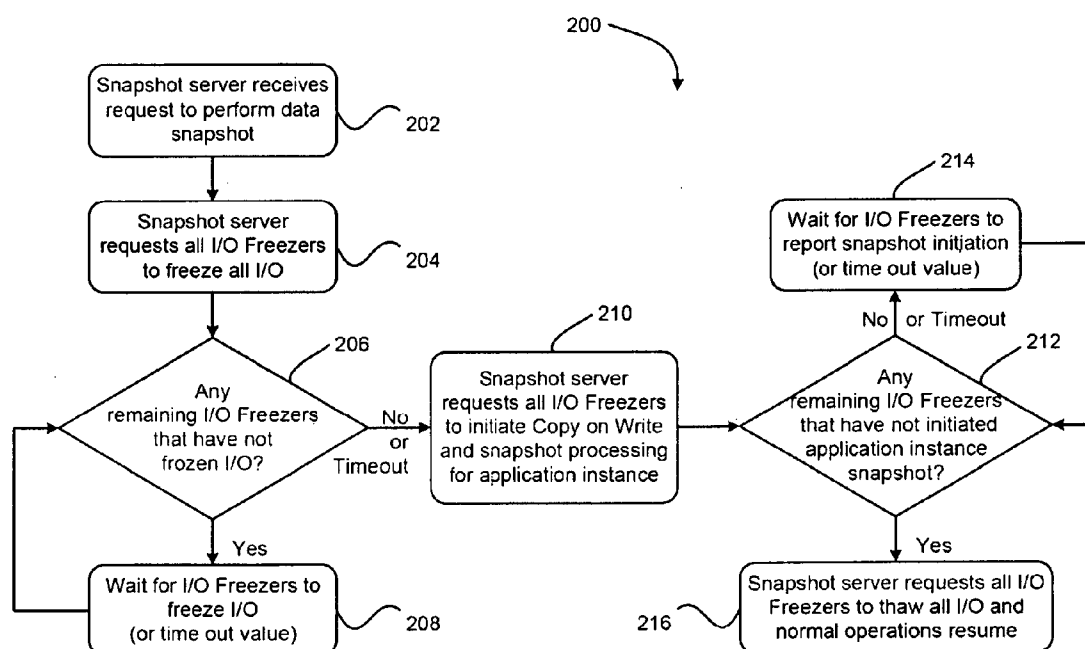 200
Snapshot server receives
request to perform data
snapshot
202
Snapshot server
requests all I/O Freezers
to freeze all I/O
204
Any
remaining I/O Freezers
that have not
frozen I/O?
206
No
or
Timeout
Yes
Wait for I/O Freezers to
freeze I/O
(or time out value)
208
210
Snapshot server
requests all I/O Freezers
to initiate Copy on Write
and snapshot processing
for application instance
214
Wait for I/O Freezers to
report snapshot initiation
(or time out value)
No or Timeout
212
Any
remaining I/O Freezers
that have not initiated
application instance
snapshot?
Yes
Snapshot server requests all I/O
Freezers to thaw all I/O and
normal operations resume
216